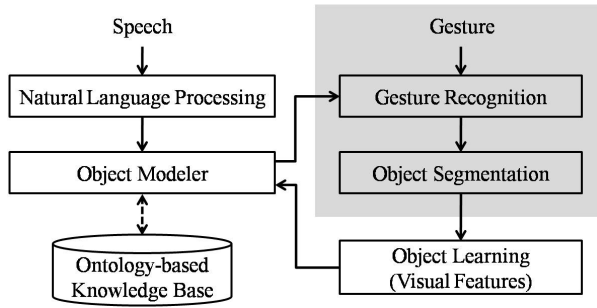 Speech
Gesture
Natural Language Processing
Gesture Recognition
Object Modeler
Object Segmentation
Ontology-based
Knowledge Base
Object Learning
(Visual Features)